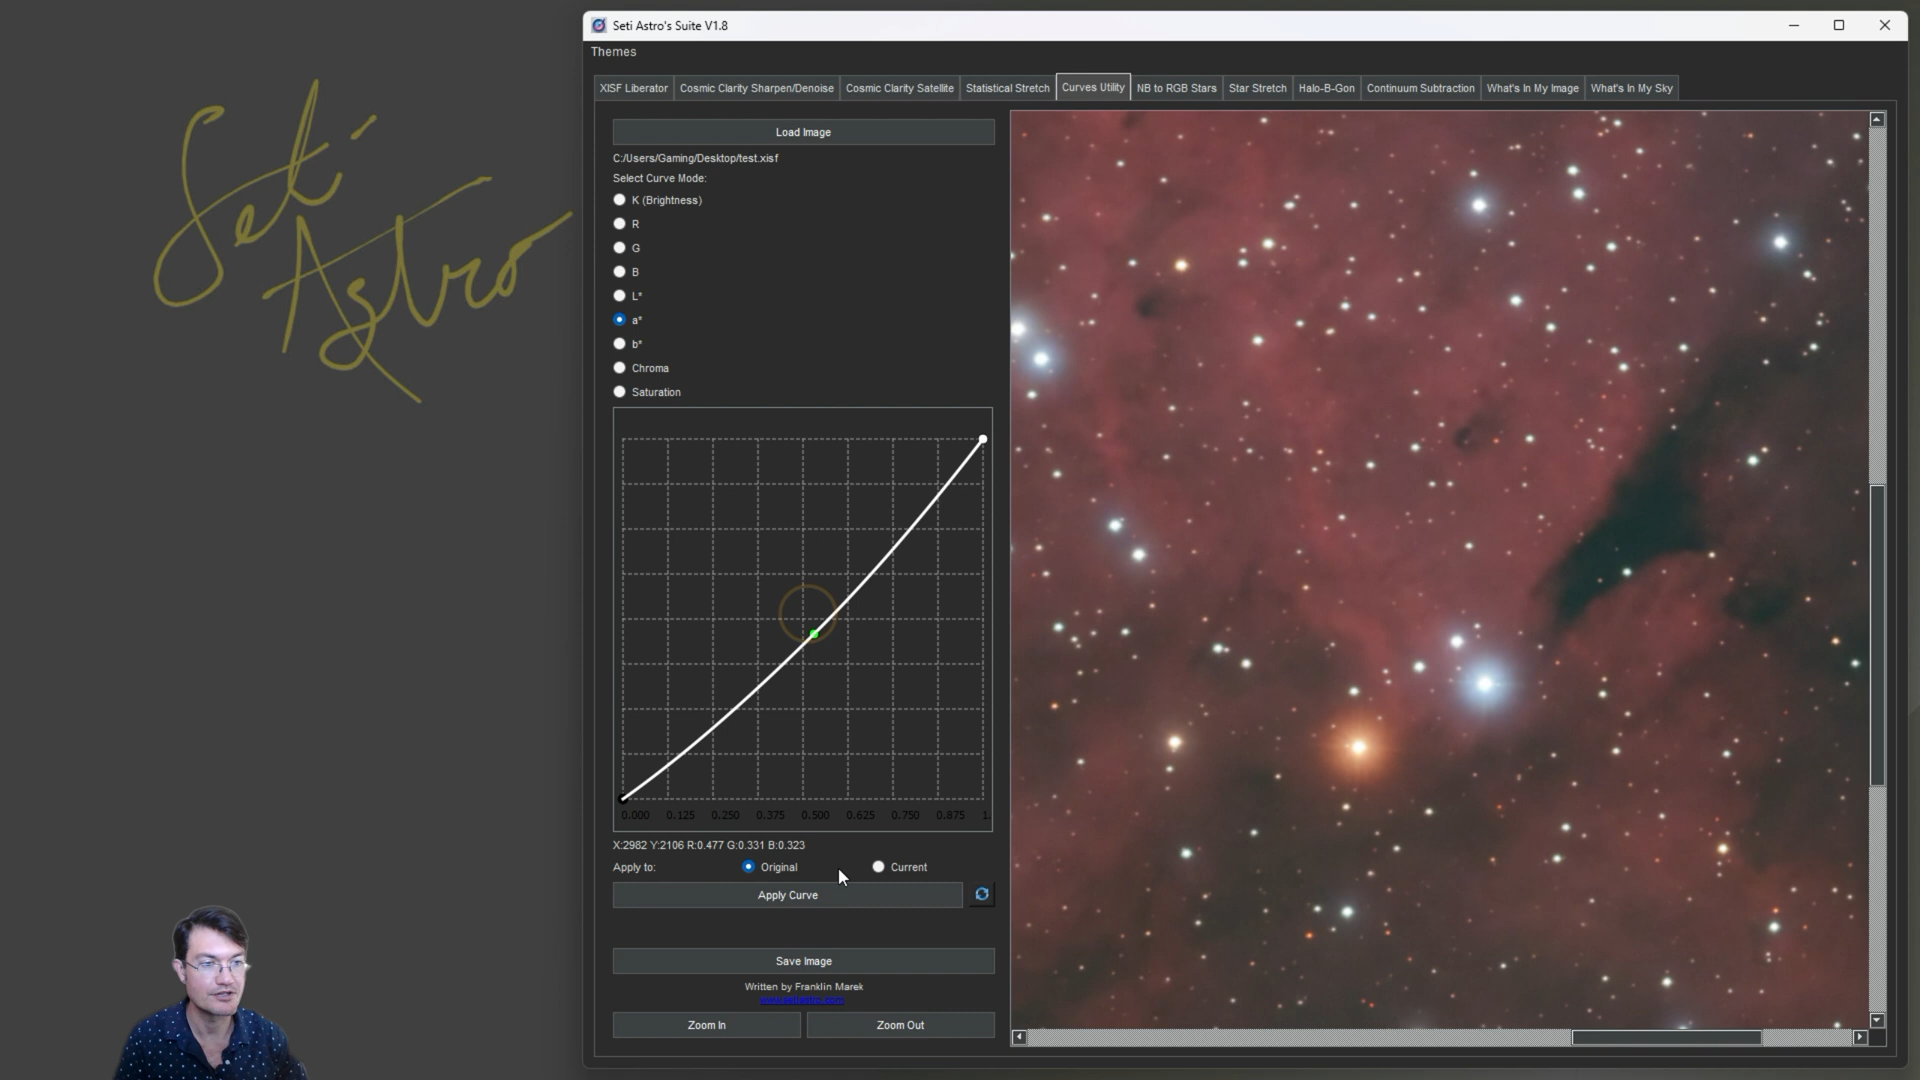 Seti
Astro
Seti Astro's Suite V1.8
Themes
XISF Liberator
Cosmic Clarity Sharpen/Denoise
Cosmic Clarity Satellite
Statistical Stretch
Curves Utility
NB to RGB Stars
Star Stretch
Halo-B-Gon
Continuum Subtraction
What's In My Image
What's In My Sky
Load Image
C:/Users/Gaming/Desktop/test.xisf
Select Curve Mode:
K (Brightness)
R
G
B
L*
a*
b*
Chroma
Saturation
0.000 0.125 0.250 0.375 0.500 0.625 0.750 0.875 1.
X:2982 Y:2106 R:0.477 G:0.331 B:0.323
Apply to: Original Current
Apply Curve
Save Image
Written by Franklin Marek
www.setiastro.com
Zoom In Zoom Out